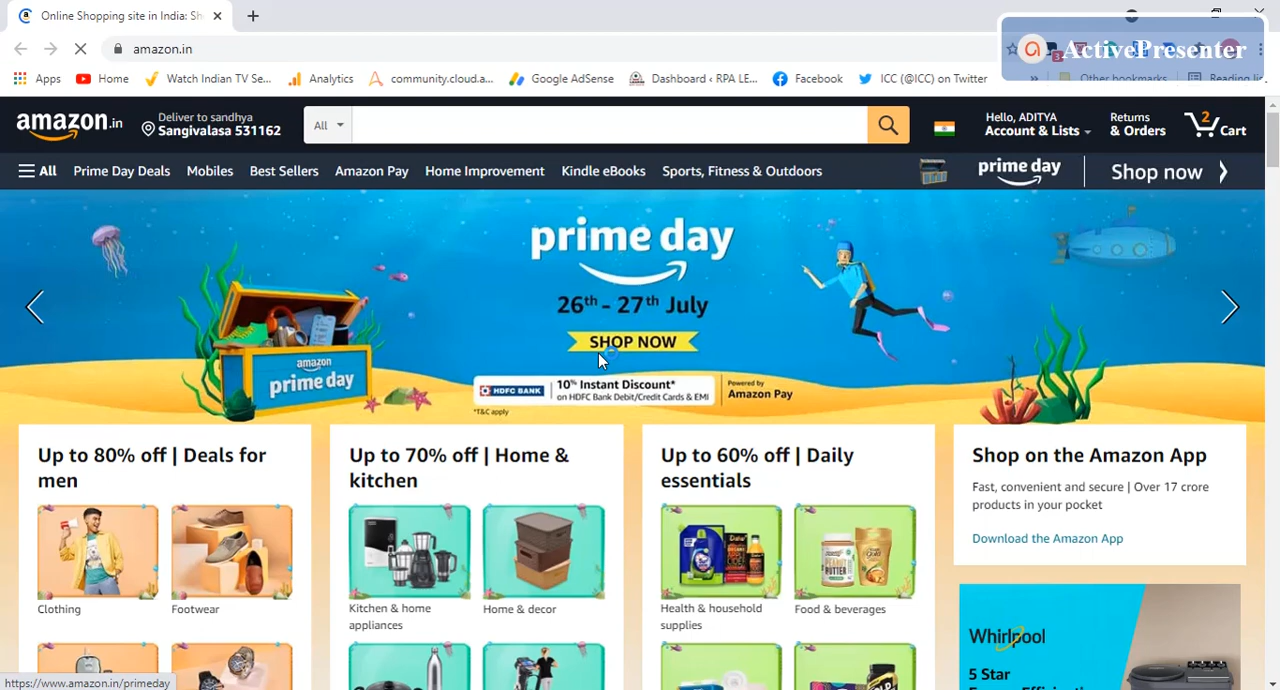 Online Shopping site in India: Sh
amazon.in
ActivePresenter
3
Apps
Home
Watch Indian TV Se...
Analytics
community.cloud.a...
Google AdSense
Dashboard ‹ RPA LE...
Facebook
ICC (@ICC) on Twitter
»
Other bookmarks
Reading lis
amazon.in
Deliver to sandhya
Sangivalasa 531162
All
Hello, ADITYA
Account & Lists
Returns
& Orders
2
Cart
All
Prime Day Deals
Mobiles
Best Sellers
Amazon Pay
Home Improvement
Kindle eBooks
Sports, Fitness & Outdoors
prime day
Shop now
prime day
26th - 27th July
SHOP NOW
amazon
prime day
HDFC BANK
10% Instant Discount*
on HDFC Bank Debit/Credit Cards & EMI
Powered by
Amazon Pay
*T&C apply
Up to 80% off | Deals for
men
Clothing
Footwear
Up to 70% off | Home &
kitchen
Kitchen & home
appliances
Home & decor
Up to 60% off | Daily
essentials
Health & household
supplies
Food & beverages
Shop on the Amazon App
Fast, convenient and secure | Over 17 crore
products in your pocket
Download the Amazon App
Whirlpool
5 Star
https://www.amazon.in/primeday